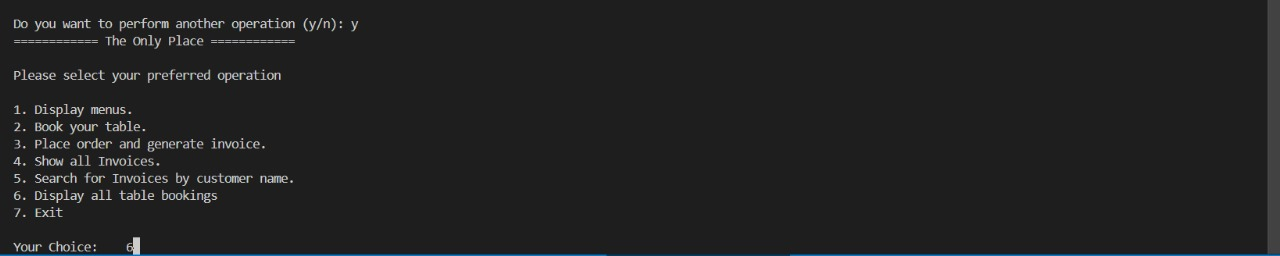 Do you want to perform another operation (y/n): y
============ The Only Place ============
Please select your preferred operation
1. Display menus.
2. Book your table.
3. Place order and generate invoice.
4. Show all Invoices.
5. Search for Invoices by customer name.
6. Display all table bookings
7. Exit
Your Choice:    6